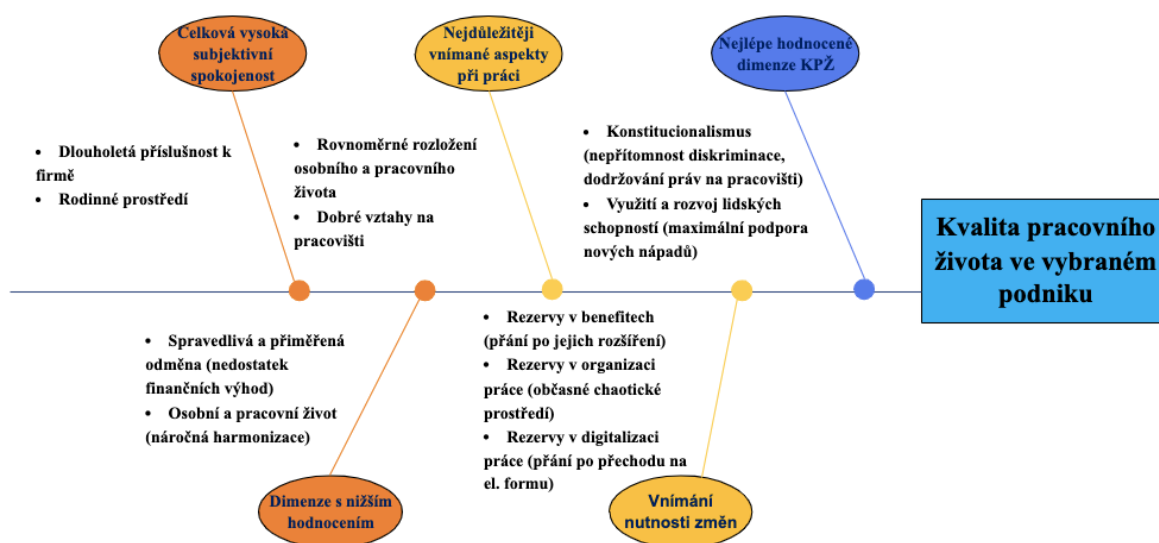 Celková vysoká
subjektivní
spokojenost
Nejdůležitěji
vnímané aspekty
při práci
Nejlépe hodnocené
dimenze KPŽ
• Dlouholetá příslušnost k
firmě
• Rodinné prostředí
• Rovnoměrné rozložení
osobního a pracovního
života
• Dobré vztahy na
pracovišti
• Konstitucionalismus
(nepřítomnost diskriminace,
dodržování práv na pracovišti)
• Využití a rozvoj lidských
schopností (maximální podpora
nových nápadů)
Kvalita pracovního
života ve vybraném
podniku
• Spravedlivá a přiměřená
odměna (nedostatek
finančních výhod)
• Osobní a pracovní život
(náročná harmonizace)
• Rezervy v benefitech
(přání po jejich rozšíření)
• Rezervy v organizaci
práce (občasné chaotické
prostředí)
• Rezervy v digitalizaci
práce (přání po přechodu na
el. formu)
Dimenze s nižším
hodnocením
Vnímání
nutnosti změn